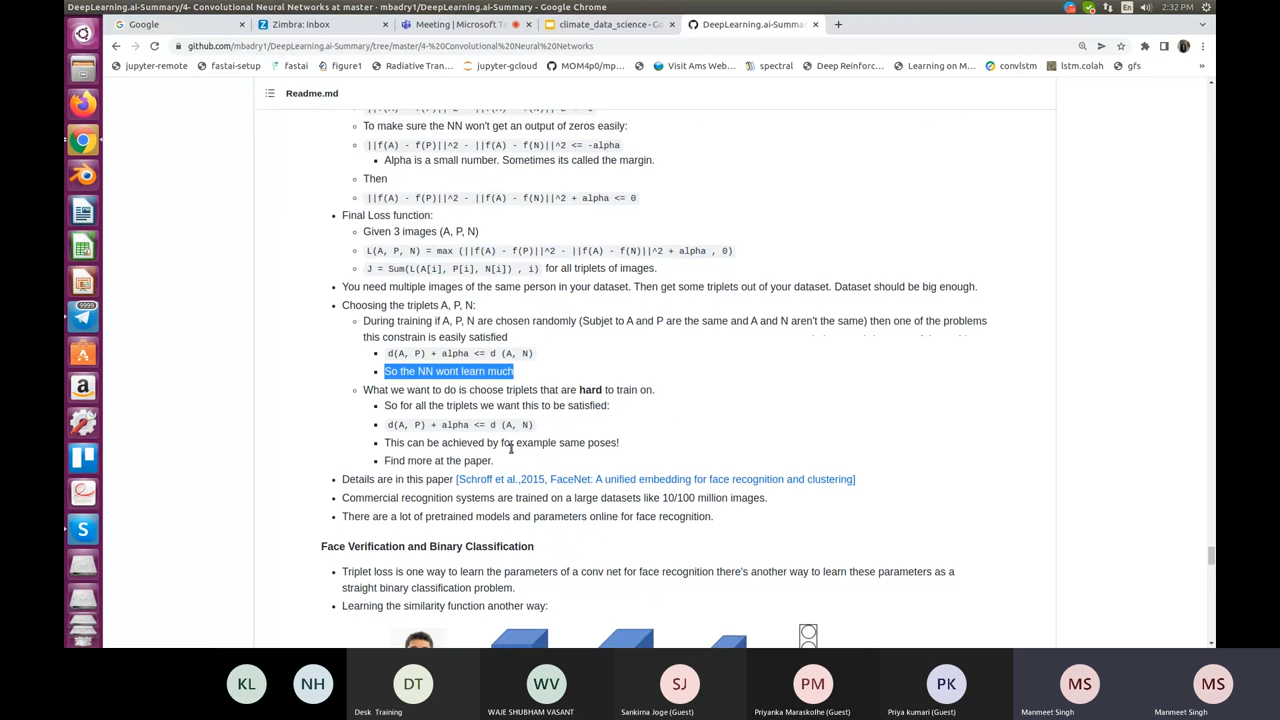 4- Convolutional Neural Networks at master · mbadry1/DeepLearning.ai-Summary - Google Chrome
En
2:32 PM
Google
Zimbra: Inbox
Meeting | Microsoft T
climate_data_science - Go
DeepLearning.ai-Summary
github.com/mbadry1/DeepLearning.ai-Summary/tree/master/4-%20Convolutional%20Neural%20Networks
jupyter-remote
fastai-setup
fastai
figure1
Radiative Tran...
jupyter-gcloud
MOM4p0/mp...
Visit Ams Web...
spectral
Deep Reinforc...
Learning on M...
convlstm
lstm.colah
gfs
»
Readme.md
To make sure the NN won't get an output of zeros easily:
||f(A) - f(P)||^2 - ||f(A) - f(N)||^2 <= -alpha
Alpha is a small number. Sometimes its called the margin.
Then
||f(A) - f(P)||^2 - ||f(A) - f(N)||^2 + alpha <= 0
Final Loss function:
Given 3 images (A, P, N)
L(A, P, N) = max (||f(A) - f(P)||^2 - ||f(A) - f(N)||^2 + alpha , 0)
J = Sum(L(A[i], P[i], N[i]) , i) for all triplets of images.
You need multiple images of the same person in your dataset. Then get some triplets out of your dataset. Dataset should be big enough.
Choosing the triplets A, P, N:
During training if A, P, N are chosen randomly (Subjet to A and P are the same and A and N aren't the same) then one of the problems
this constrain is easily satisfied
d(A, P) + alpha <= d (A, N)
So the NN wont learn much
What we want to do is choose triplets that are hard to train on.
So for all the triplets we want this to be satisfied:
d(A, P) + alpha <= d (A, N)
This can be achieved by for example same poses!
Find more at the paper.
Details are in this paper [Schroff et al.,2015, FaceNet: A unified embedding for face recognition and clustering]
Commercial recognition systems are trained on a large datasets like 10/100 million images.
There are a lot of pretrained models and parameters online for face recognition.
Face Verification and Binary Classification
Triplet loss is one way to learn the parameters of a conv net for face recognition there's another way to learn these parameters as a
straight binary classification problem.
Learning the similarity function another way:
KL
NH
DT
WV
SJ
PM
PK
MS
MS
Desk Training
WAJE SHUBHAM VASANT
Sankirna Joge (Guest)
Priyanka Maraskolhe (Guest)
Priya kumari (Guest)
Manmeet Singh
Manmeet Singh